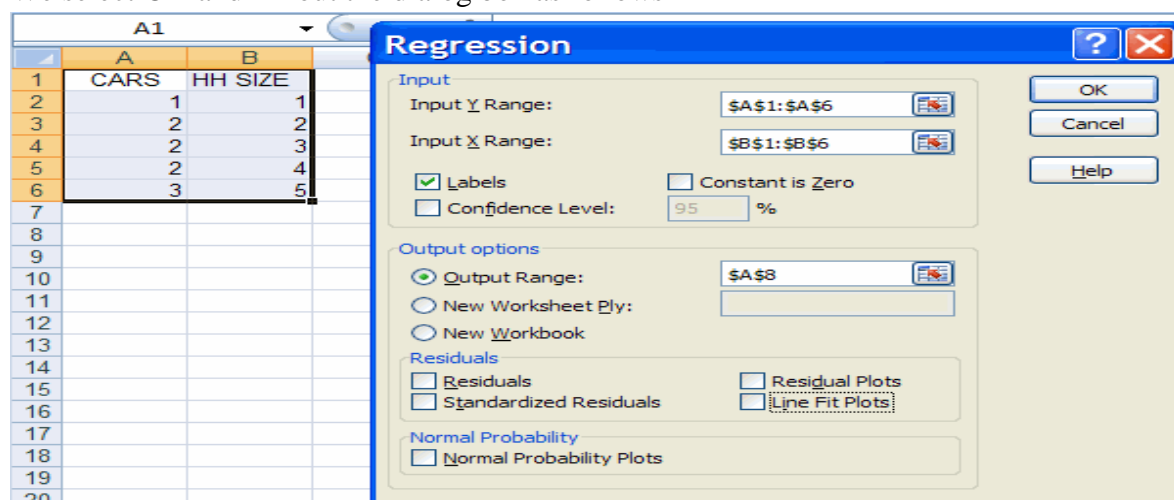 A1
A B
1 CARS HH SIZE
2 1 1
3 2 2
4 2 3
5 2 4
6 3 5
7
8
9
10
11
12
13
14
15
16
17
18
19
20
Regression
?
Input
Input Y Range: $A$1:$A$6
Input X Range: $B$1:$B$6
Labels Constant is Zero
Confidence Level: 95 %
Output options
Output Range: $A$8
New Worksheet Ply:
New Workbook
Residuals
Residuals Residual Plots
Standardized Residuals Line Fit Plots
Normal Probability
Normal Probability Plots
OK
Cancel
Help